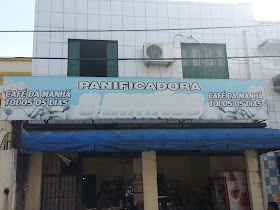 PANIFICADORA
CAFÉ DA MANHÃ
TODOS OS DIAS
CAFÉ DA MANHÃ
TODOS OS DIAS